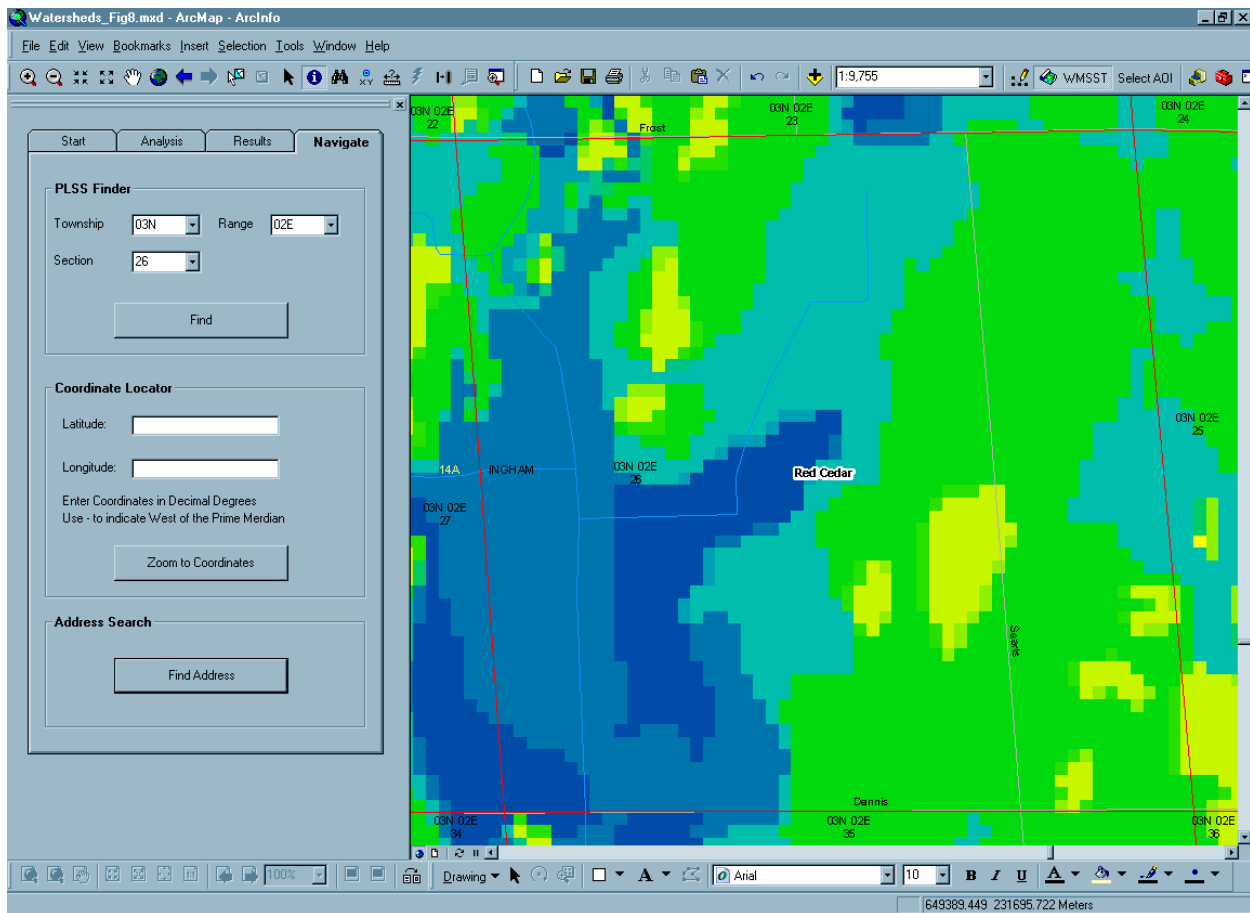 Watersheds_Fig8.mxd - ArcMap - ArcInfo
File Edit View Bookmarks Insert Selection Tools Window Help
1:9,755
WMSST Select AOI
Start Analysis Results Navigate
PLSS Finder
Township 03N Range 02E
Section 26
Find
Coordinate Locator
Latitude:
Longitude:
Enter Coordinates in Decimal Degrees
Use - to indicate West of the Prime Merdian
Zoom to Coordinates
Address Search
Find Address
03N 02E
22
Frost
03N 02E
23
03N 02E
24
03N 02E
25
14A
INGHAM
03N 02E
26
Red Cedar
03N 02E
27
Searls
Dennis
03N 02E
34
03N 02E
35
03N 02E
36
100%
Drawing
A
Arial
10
B I U A
649389.449 231695.722 Meters